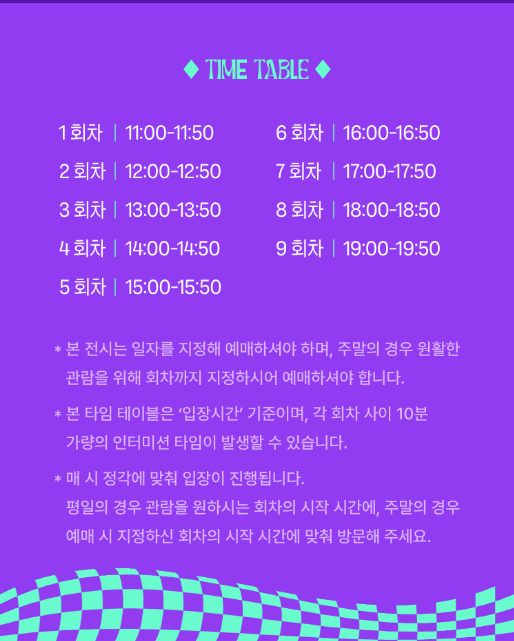 ◆ TIME TABLE ◆
1 회차 | 11:00-11:50
2 회차 | 12:00-12:50
3 회차 | 13:00-13:50
4 회차 | 14:00-14:50
5 회차 | 15:00-15:50
6 회차 | 16:00-16:50
7 회차 | 17:00-17:50
8 회차 | 18:00-18:50
9 회차 | 19:00-19:50
* 본 전시는 일자를 지정해 예매하셔야 하며, 주말의 경우 원활한
관람을 위해 회차까지 지정하시어 예매하셔야 합니다.
* 본 타임 테이블은 ‘입장시간’ 기준이며, 각 회차 사이 10분
가량의 인터미션 타임이 발생할 수 있습니다.
* 매 시 정각에 맞춰 입장이 진행됩니다.
평일의 경우 관람을 원하시는 회차의 시작 시간에, 주말의 경우
예매 시 지정하신 회차의 시작 시간에 맞춰 방문해 주세요.